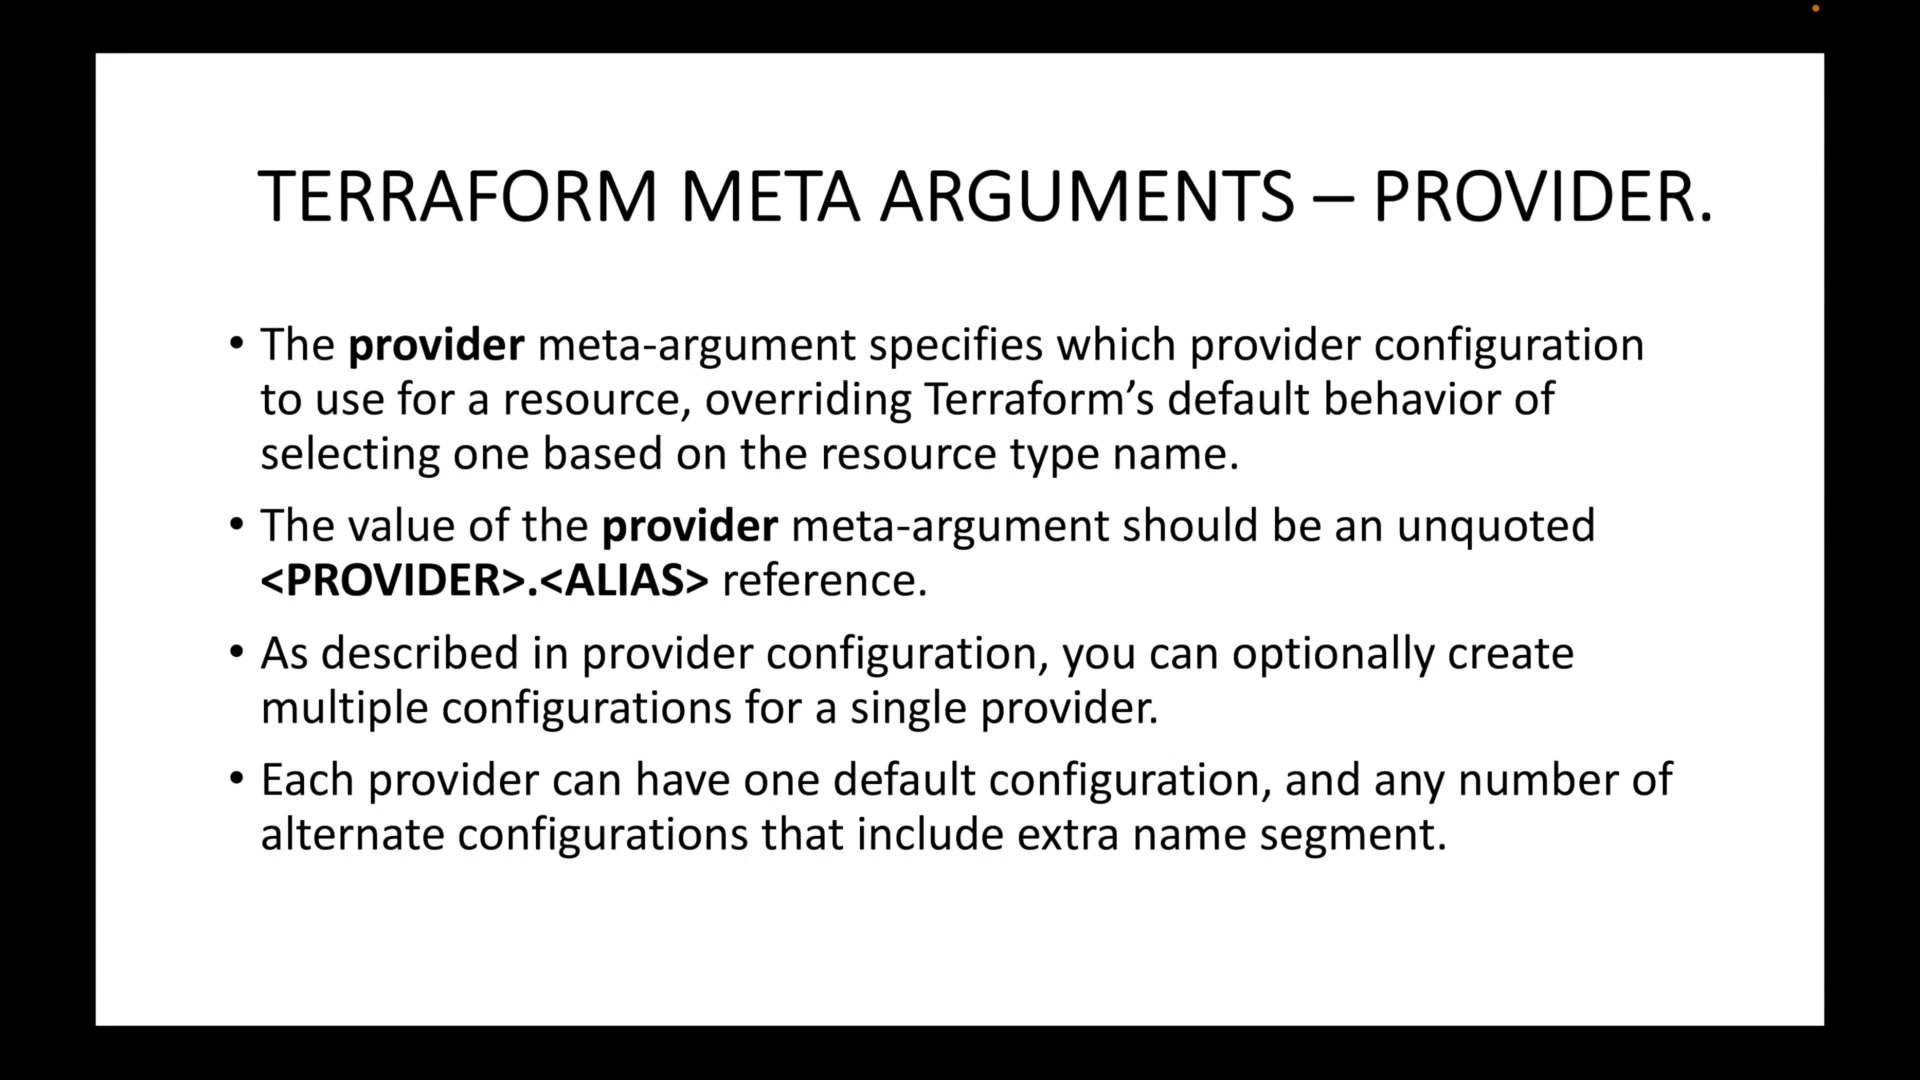 TERRAFORM META ARGUMENTS – PROVIDER.
• The provider meta-argument specifies which provider configuration
to use for a resource, overriding Terraform’s default behavior of
selecting one based on the resource type name.
• The value of the provider meta-argument should be an unquoted
<PROVIDER>.<ALIAS> reference.
• As described in provider configuration, you can optionally create
multiple configurations for a single provider.
• Each provider can have one default configuration, and any number of
alternate configurations that include extra name segment.